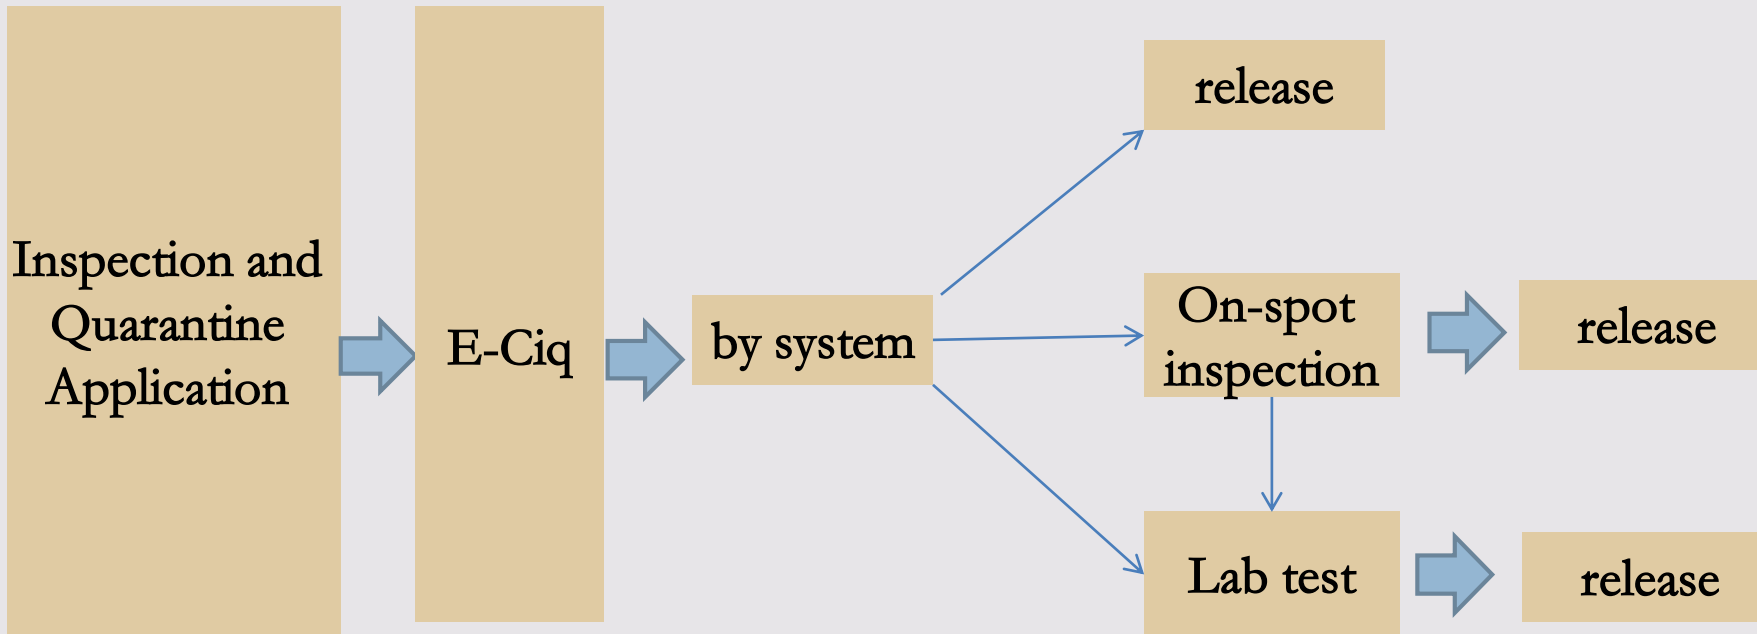 Inspection and
Quarantine
Application
E-Ciq
by system
release
On-spot
inspection
release
Lab test
release